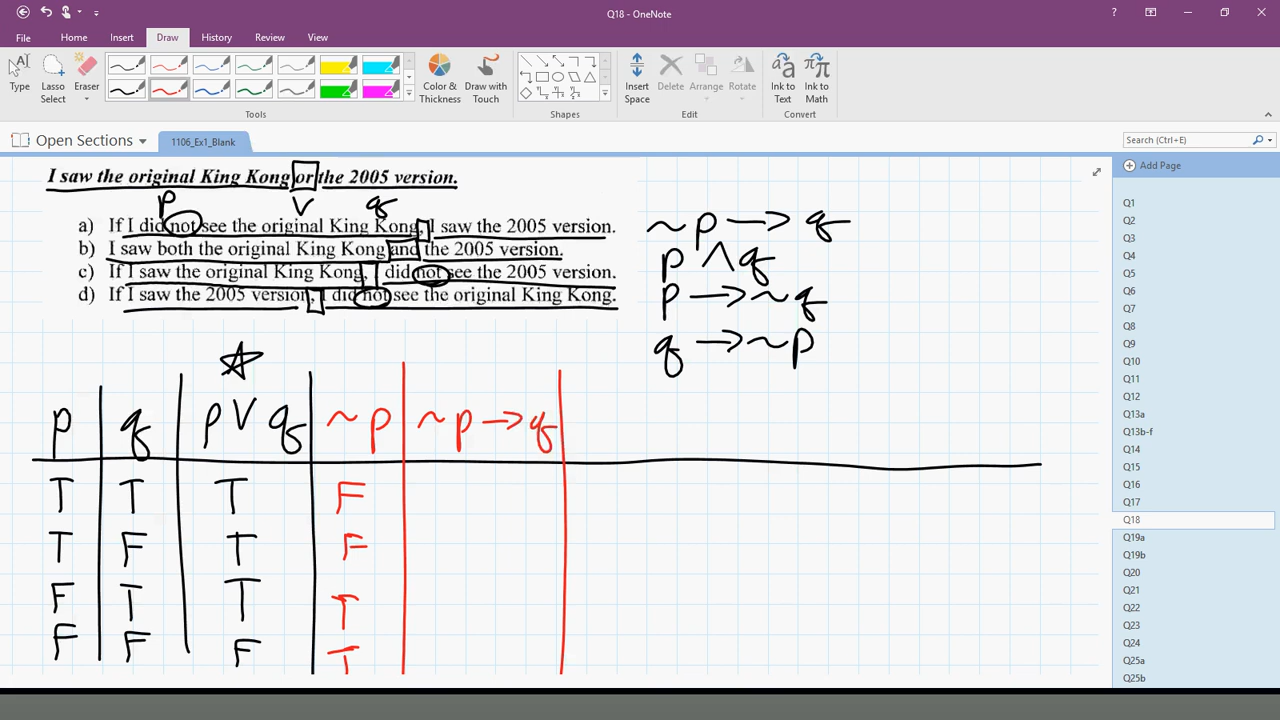 Q18 - OneNote
?
File Home Insert Draw History Review View
Type Lasso Select Eraser Color & Thickness Draw with Touch Insert Space Delete Arrange Rotate Ink to Text Ink to Math
Tools Shapes Edit Convert
Open Sections 1106_Ex1_Blank Search (Ctrl+E)
Add Page
I saw the original King Kong or the 2005 version.
p V q
a) If I did not see the original King Kong, I saw the 2005 version.
b) I saw both the original King Kong and the 2005 version.
c) If I saw the original King Kong, I did not see the 2005 version.
d) If I saw the 2005 version, I did not see the original King Kong.
~p → q
p ∧ q
p → ~q
q → ~p
p q p V q ~p ~p → q
T T T F
T F T F
F T T T
F F F T
Q1
Q2
Q3
Q4
Q5
Q6
Q7
Q8
Q9
Q10
Q11
Q12
Q13a
Q13b-f
Q14
Q15
Q16
Q17
Q18
Q19a
Q19b
Q20
Q21
Q22
Q23
Q24
Q25a
Q25b